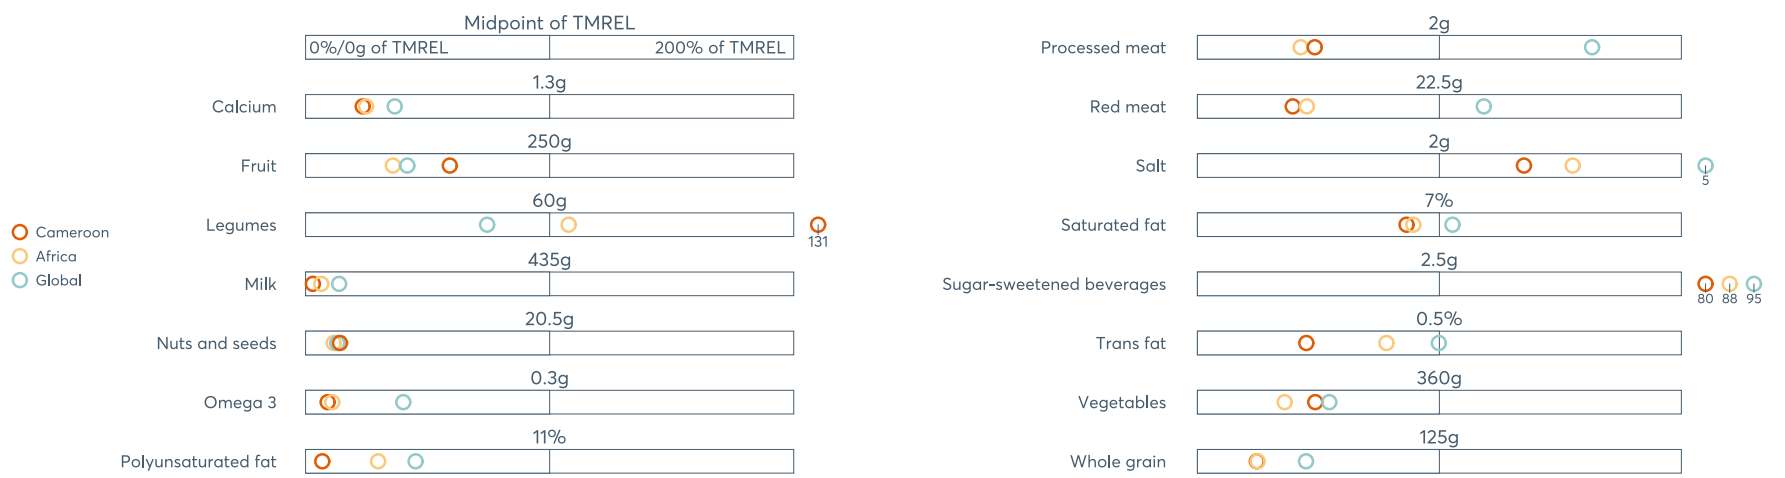 Midpoint of TMREL
0%/0g of TMREL
200% of TMREL
1.3g
Calcium
250g
Fruit
60g
Legumes
131
435g
Milk
20.5g
Nuts and seeds
0.3g
Omega 3
11%
Polyunsaturated fat
Cameroon
Africa
Global
2g
Processed meat
22.5g
Red meat
2g
Salt
5
7%
Saturated fat
2.5g
Sugar-sweetened beverages
80 88 95
0.5%
Trans fat
360g
Vegetables
125g
Whole grain